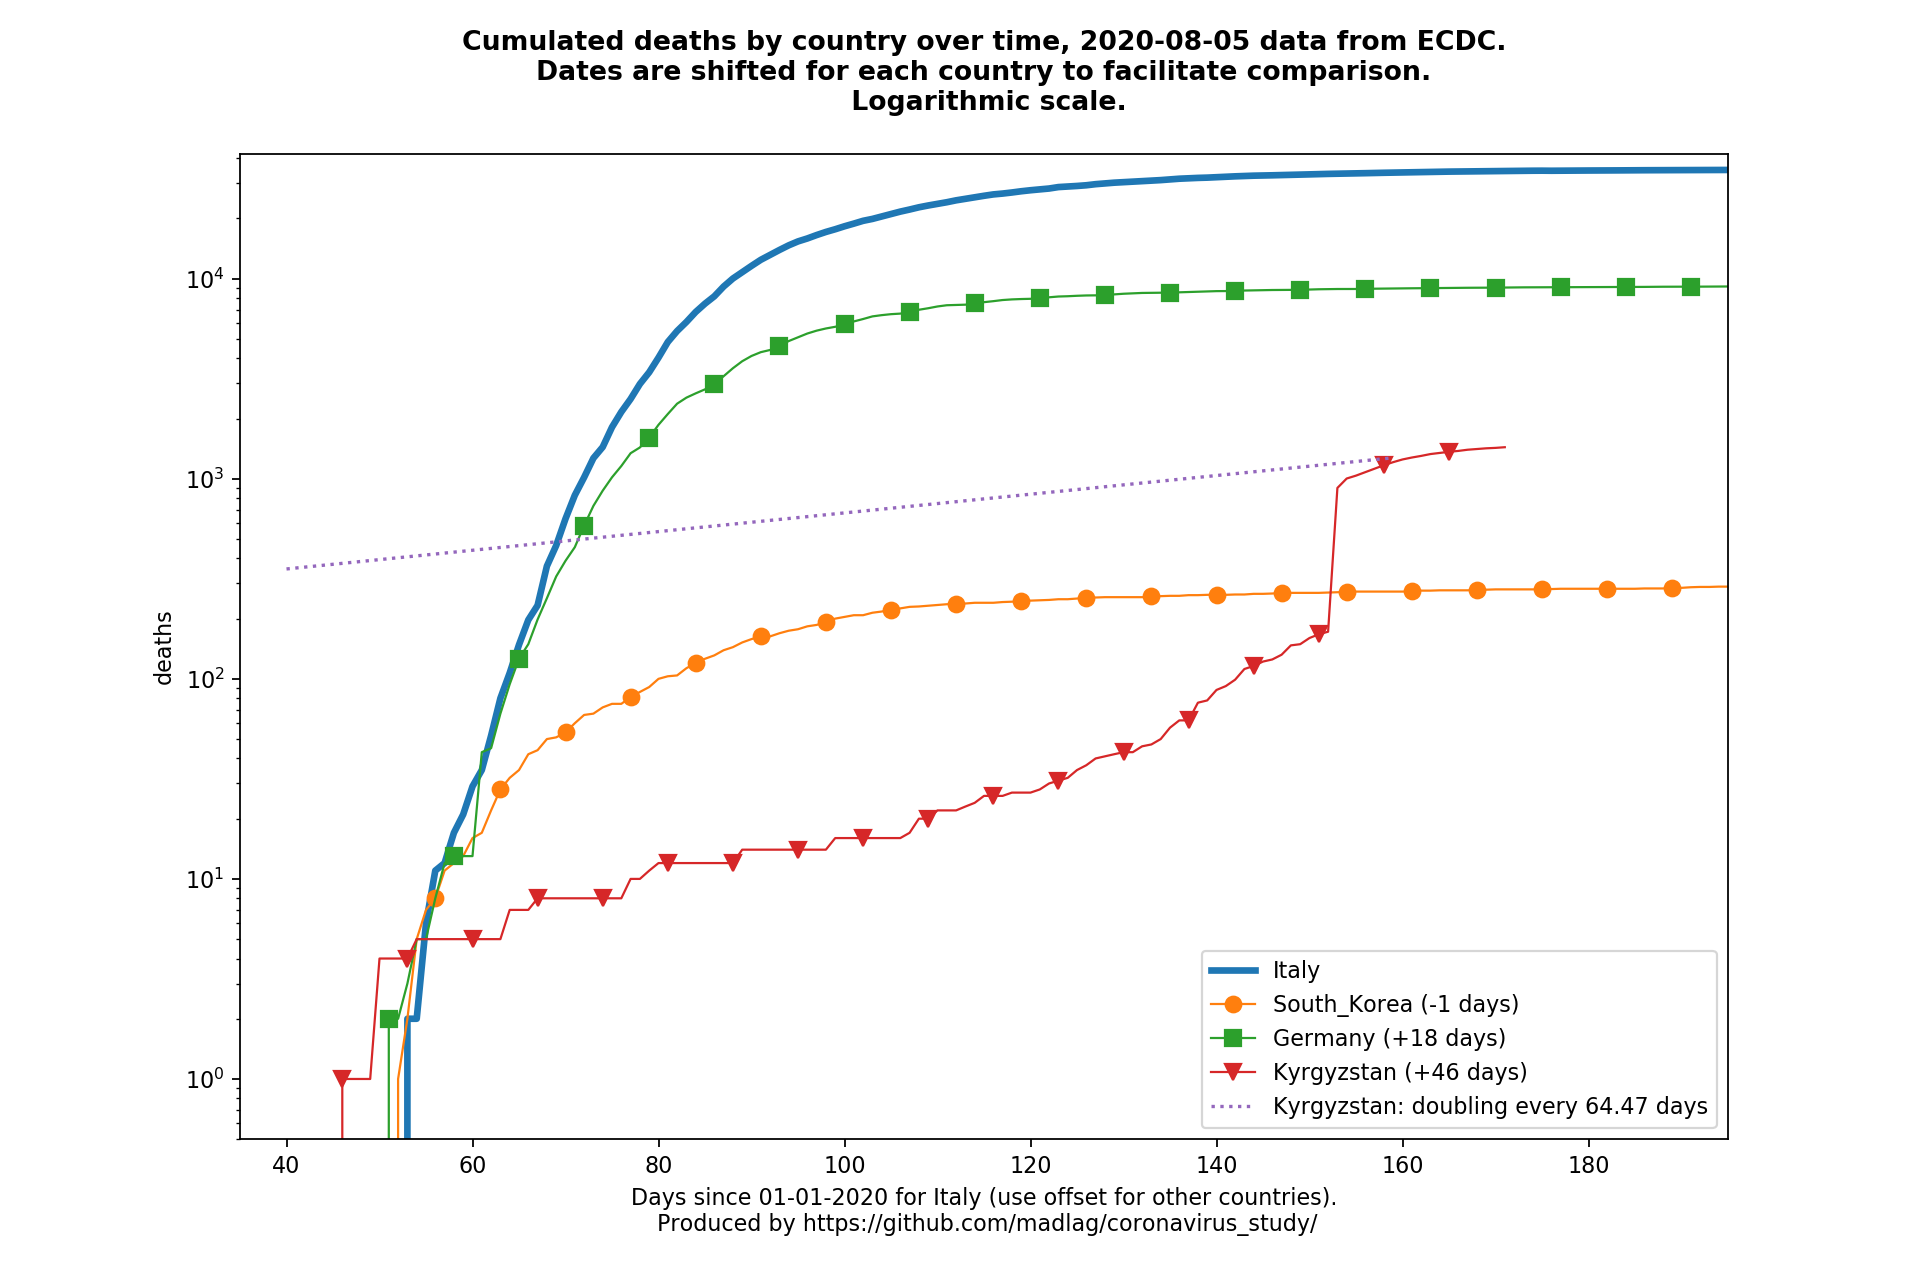 Cumulated deaths by country over time, 2020-08-05 data from ECDC.
Dates are shifted for each country to facilitate comparison.
Logarithmic scale.
10^4
10^3
10^2
10^1
10^0
deaths
Italy
South_Korea (-1 days)
Germany (+18 days)
Kyrgyzstan (+46 days)
Kyrgyzstan: doubling every 64.47 days
40 60 80 100 120 140 160 180
Days since 01-01-2020 for Italy (use offset for other countries).
Produced by https://github.com/madlag/coronavirus_study/